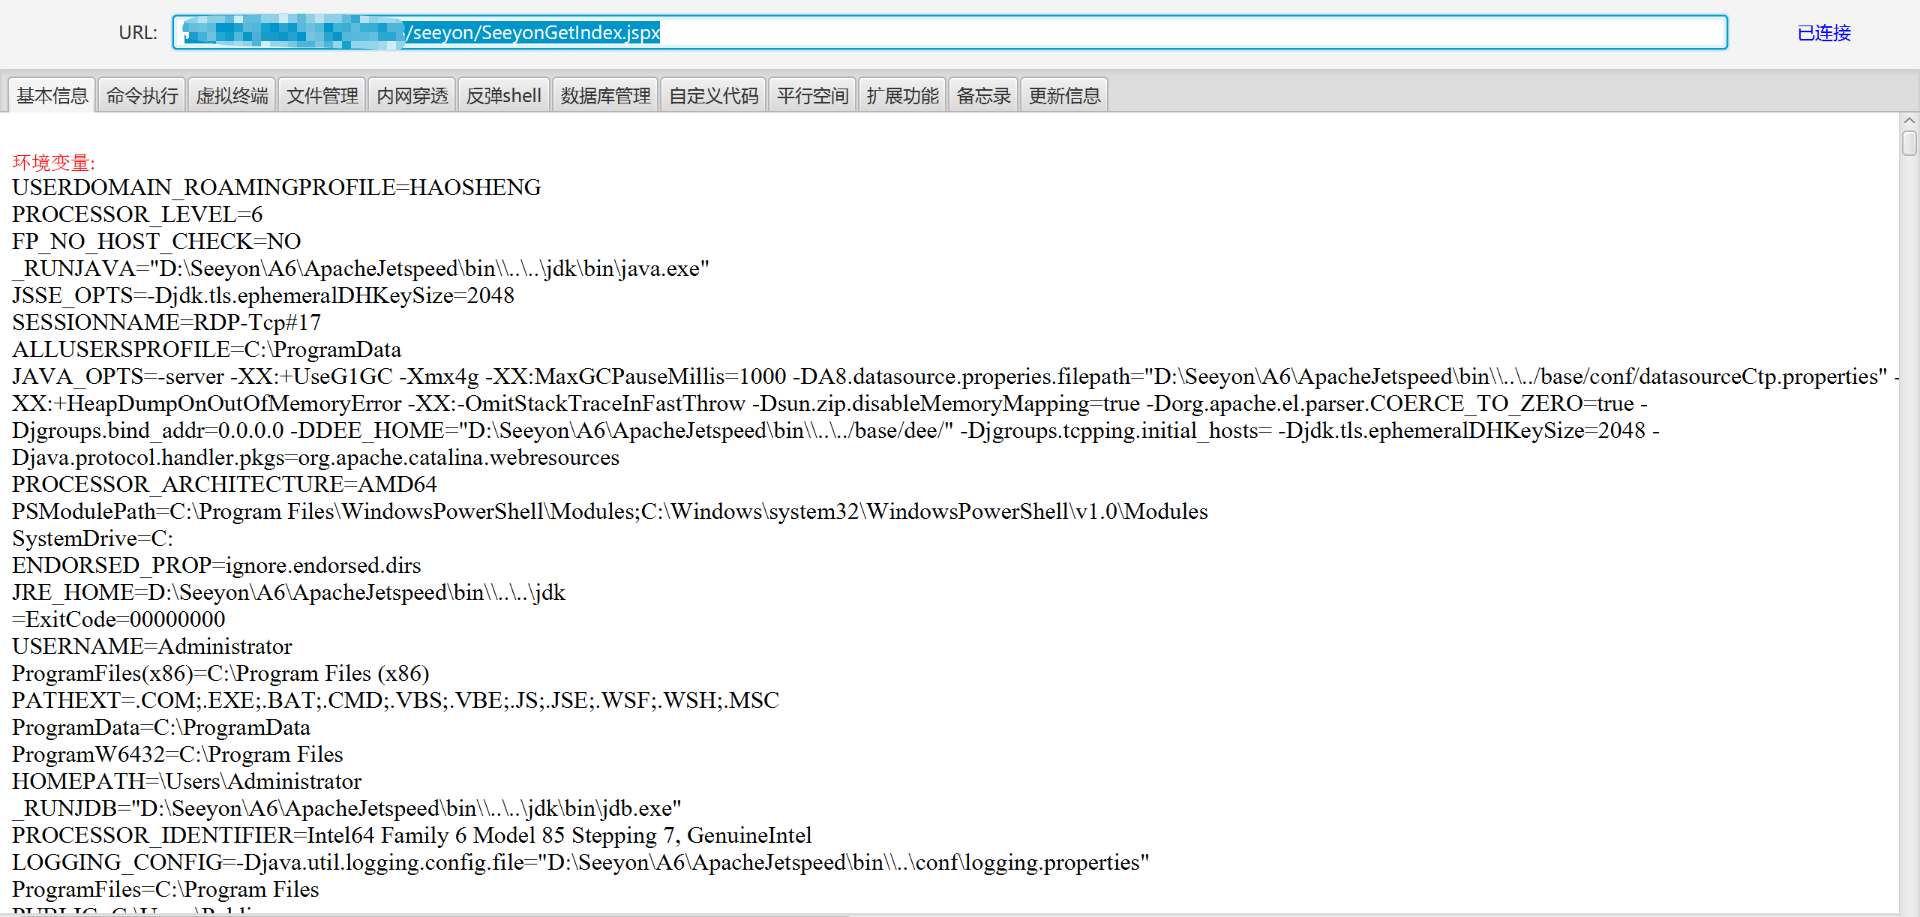 URL:
/seeyon/SeeyonGetIndex.jspx
已连接
基本信息 命令执行 虚拟终端 文件管理 内网穿透 反弹shell 数据库管理 自定义代码 平行空间 扩展功能 备忘录 更新信息
环境变量:
USERDOMAIN_ROAMINGPROFILE=HAOSHENG
PROCESSOR_LEVEL=6
FP_NO_HOST_CHECK=NO
_RUNJAVA="D:\Seeyon\A6\ApacheJetspeed\bin\\..\..\jdk\bin\java.exe"
JSSE_OPTS=-Djdk.tls.ephemeralDHKeySize=2048
SESSIONNAME=RDP-Tcp#17
ALLUSERSPROFILE=C:\ProgramData
JAVA_OPTS=-server -XX:+UseG1GC -Xmx4g -XX:MaxGCPauseMillis=1000 -DA8.datasource.properies.filepath="D:\Seeyon\A6\ApacheJetspeed\bin\\..\../base/conf/datasourceCtp.properties" -
XX:+HeapDumpOnOutOfMemoryError -XX:-OmitStackTraceInFastThrow -Dsun.zip.disableMemoryMapping=true -Dorg.apache.el.parser.COERCE_TO_ZERO=true -
Djgroups.bind_addr=0.0.0.0 -DDEE_HOME="D:\Seeyon\A6\ApacheJetspeed\bin\\..\../base/dee/" -Djgroups.tcpping.initial_hosts= -Djdk.tls.ephemeralDHKeySize=2048 -
Djava.protocol.handler.pkgs=org.apache.catalina.webresources
PROCESSOR_ARCHITECTURE=AMD64
PSModulePath=C:\Program Files\WindowsPowerShell\Modules;C:\Windows\system32\WindowsPowerShell\v1.0\Modules
SystemDrive=C:
ENDORSED_PROP=ignore.endorsed.dirs
JRE_HOME=D:\Seeyon\A6\ApacheJetspeed\bin\\..\..\jdk
=ExitCode=00000000
USERNAME=Administrator
ProgramFiles(x86)=C:\Program Files (x86)
PATHEXT=.COM;.EXE;.BAT;.CMD;.VBS;.VBE;.JS;.JSE;.WSF;.WSH;.MSC
ProgramData=C:\ProgramData
ProgramW6432=C:\Program Files
HOMEPATH=\Users\Administrator
_RUNJDB="D:\Seeyon\A6\ApacheJetspeed\bin\\..\..\jdk\bin\jdb.exe"
PROCESSOR_IDENTIFIER=Intel64 Family 6 Model 85 Stepping 7, GenuineIntel
LOGGING_CONFIG=-Djava.util.logging.config.file="D:\Seeyon\A6\ApacheJetspeed\bin\\..\conf\logging.properties"
ProgramFiles=C:\Program Files